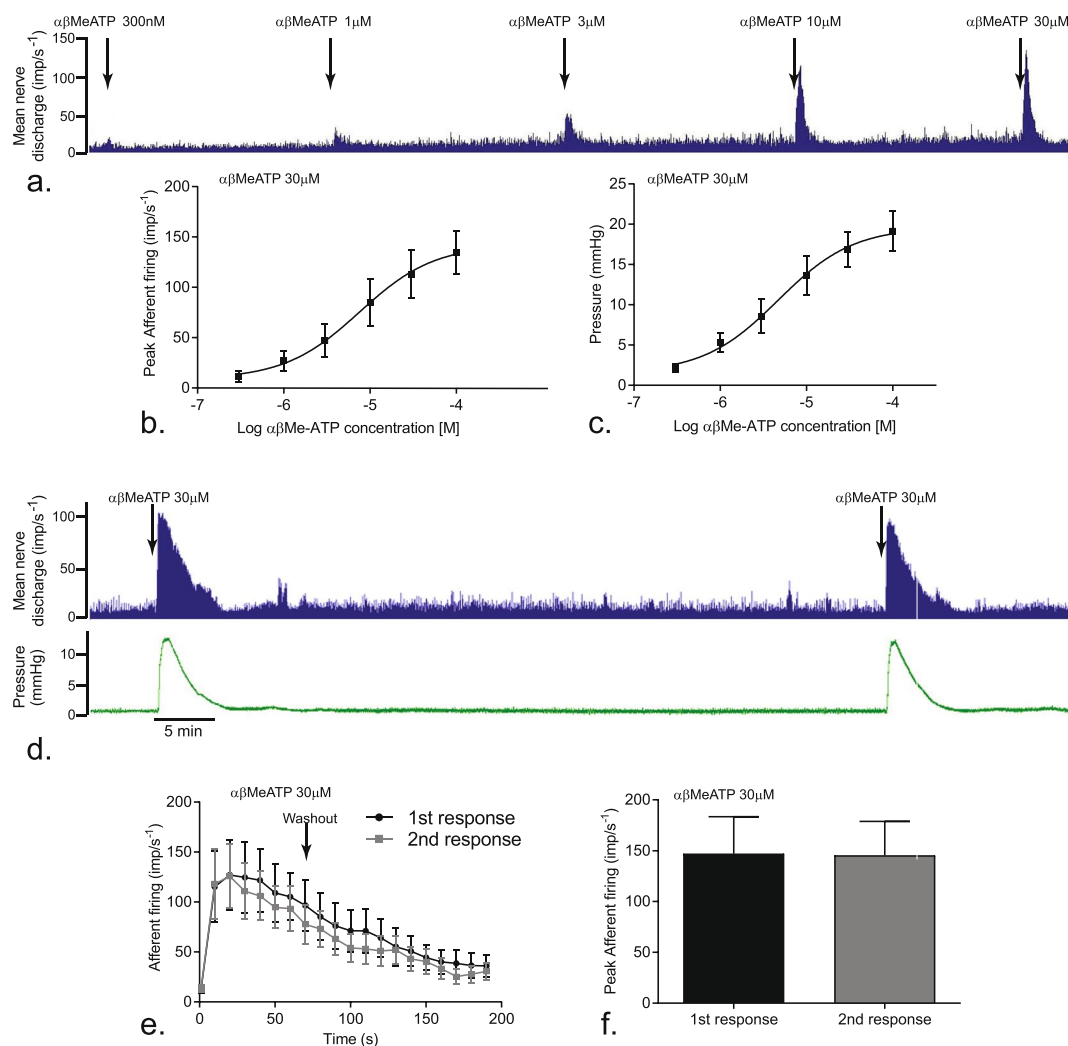 αβMeATP 300nM αβMeATP 1μM αβMeATP 3μM αβMeATP 10μM αβMeATP 30μM
Mean nerve
discharge (imp/s⁻¹)
150
100
50
0
a.
αβMeATP 30μM
Peak Afferent firing (imp/s⁻¹)
200
150
100
50
0
-7 -6 -5 -4
Log αβMe-ATP concentration [M]
b.
αβMeATP 30μM
Pressure (mmHg)
25
20
15
10
5
0
-7 -6 -5 -4
Log αβMe-ATP concentration [M]
c.
αβMeATP 30μM αβMeATP 30μM
Mean nerve
discharge (imp/s⁻¹)
100
50
0
Pressure
(mmHg)
10
5
0
5 min
d.
αβMeATP 30μM
Washout
1st response
2nd response
Afferent firing (imp/s⁻¹)
200
150
100
50
0
0 50 100 150 200
Time (s)
e.
αβMeATP 30μM
Peak Afferent firing (imp/s⁻¹)
200
150
100
50
0
1st response 2nd response
f.